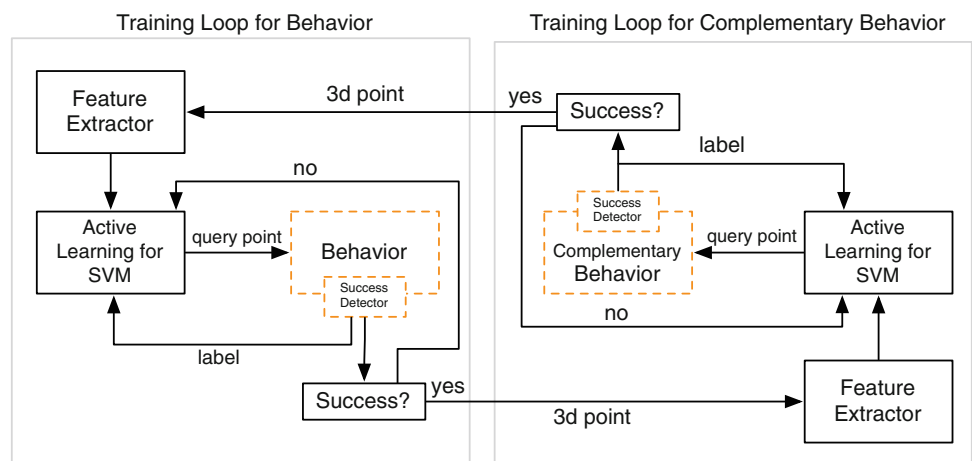 Training Loop for Behavior
Training Loop for Complementary Behavior
Feature
Extractor
3d point
yes
Success?
label
no
Active
Learning for
SVM
query point
Behavior
Success
Detector
label
Success?
yes
3d point
Success
Detector
Complementary
Behavior
query point
Active
Learning for
SVM
no
Feature
Extractor